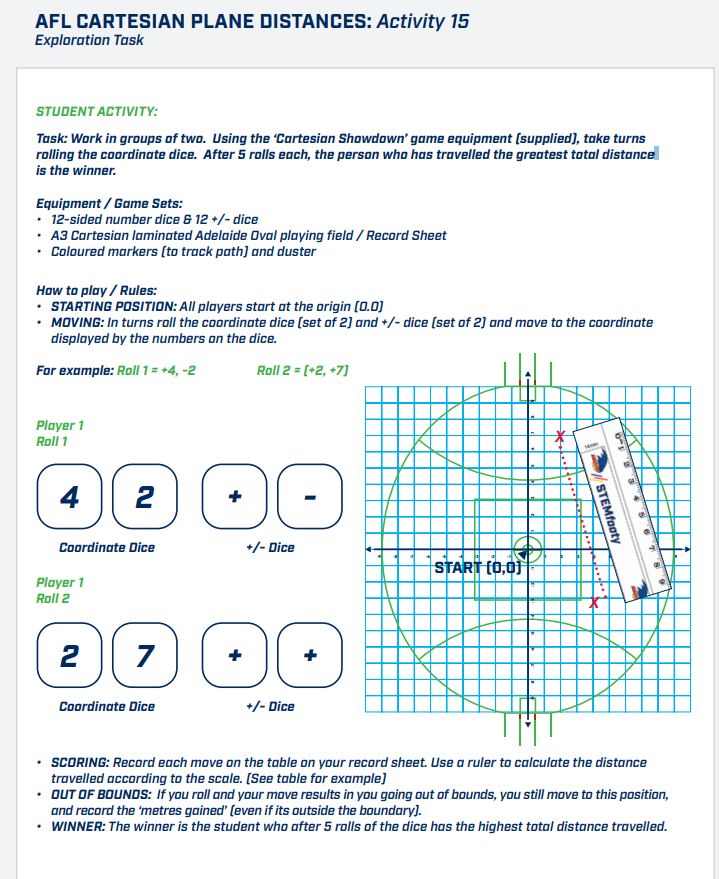 AFL CARTESIAN PLANE DISTANCES: Activity 15
Exploration Task
STUDENT ACTIVITY:
Task: Work in groups of two. Using the ‘Cartesian Showdown’ game equipment (supplied), take turns
rolling the coordinate dice. After 5 rolls each, the person who has travelled the greatest total distance
is the winner.
Equipment / Game Sets:
• 12-sided number dice & 12 +/- dice
• A3 Cartesian laminated Adelaide Oval playing field / Record Sheet
• Coloured markers (to track path) and duster
How to play / Rules:
• STARTING POSITION: All players start at the origin (0.0)
• MOVING: In turns roll the coordinate dice (set of 2) and +/- dice (set of 2) and move to the coordinate
displayed by the numbers on the dice.
For example: Roll 1 = +4, -2 Roll 2 = (+2, +7)
Player 1
Roll 1
4 2 + -
Coordinate Dice +/- Dice
Player 1
Roll 2
2 7 + +
Coordinate Dice +/- Dice
X
0 1 2 3 4 5 6 7 8 9
STEMfooty
START (0,0)
X
• SCORING: Record each move on the table on your record sheet. Use a ruler to calculate the distance
travelled according to the scale. (See table for example)
• OUT OF BOUNDS: If you roll and your move results in you going out of bounds, you still move to this position,
and record the ‘metres gained’ (even if its outside the boundary).
• WINNER: The winner is the student who after 5 rolls of the dice has the highest total distance travelled.